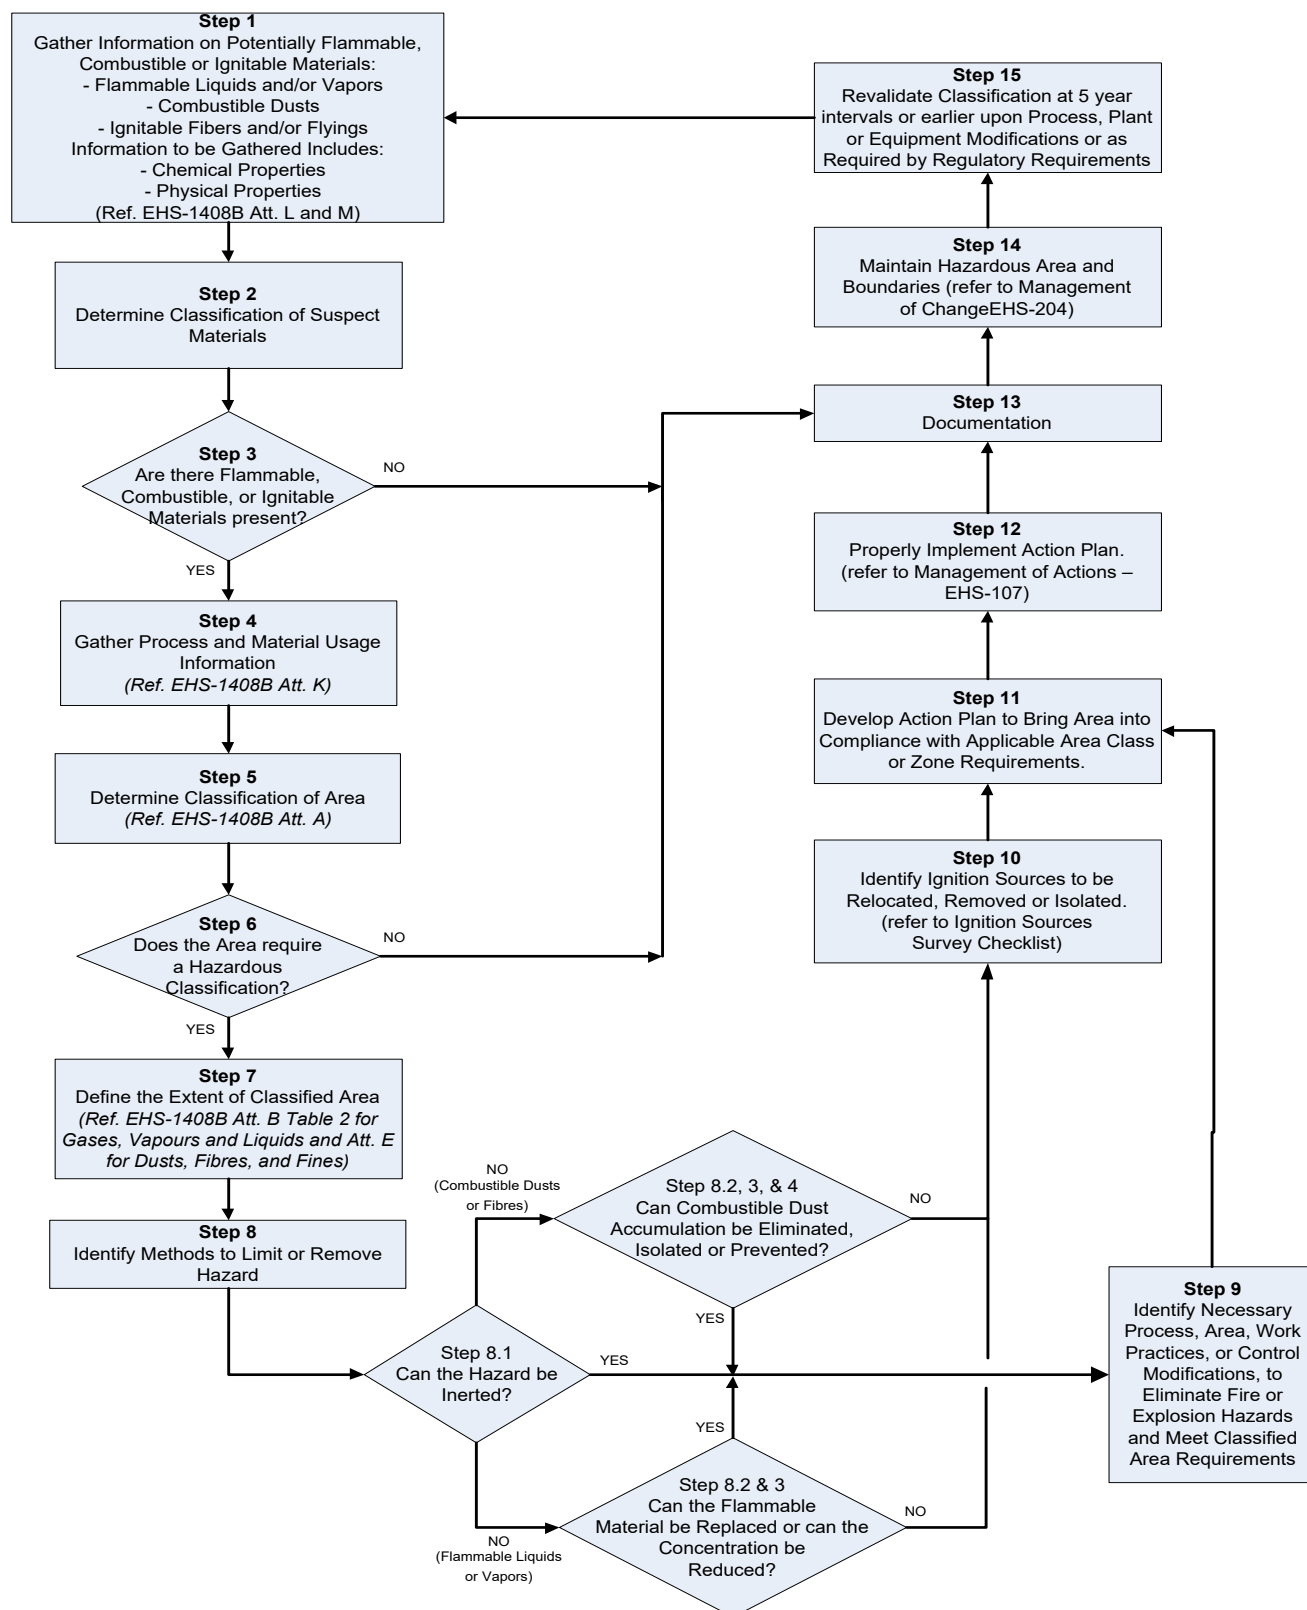 Step 1
Gather Information on Potentially Flammable,
Combustible or Ignitable Materials:
- Flammable Liquids and/or Vapors
- Combustible Dusts
- Ignitable Fibers and/or Flyings
Information to be Gathered Includes:
- Chemical Properties
- Physical Properties
(Ref. EHS-1408B Att. L and M)
Step 2
Determine Classification of Suspect
Materials
Step 3
Are there Flammable,
Combustible, or Ignitable
Materials present?
NO
YES
Step 4
Gather Process and Material Usage
Information
(Ref. EHS-1408B Att. K)
Step 5
Determine Classification of Area
(Ref. EHS-1408B Att. A)
Step 6
Does the Area require
a Hazardous
Classification?
NO
YES
Step 7
Define the Extent of Classified Area
(Ref. EHS-1408B Att. B Table 2 for
Gases, Vapours and Liquids and Att. E
for Dusts, Fibres, and Fines)
Step 8
Identify Methods to Limit or Remove
Hazard
Step 8.1
Can the Hazard be
Inerted?
YES
NO
(Combustible Dusts
or Fibres)
Step 8.2, 3, & 4
Can Combustible Dust
Accumulation be Eliminated,
Isolated or Prevented?
NO
YES
NO
(Flammable Liquids
or Vapors)
Step 8.2 & 3
Can the Flammable
Material be Replaced or can the
Concentration be
Reduced?
YES
NO
Step 9
Identify Necessary
Process, Area, Work
Practices, or Control
Modifications, to
Eliminate Fire or
Explosion Hazards
and Meet Classified
Area Requirements
Step 10
Identify Ignition Sources to be
Relocated, Removed or Isolated.
(refer to Ignition Sources
Survey Checklist)
Step 11
Develop Action Plan to Bring Area into
Compliance with Applicable Area Class
or Zone Requirements.
Step 12
Properly Implement Action Plan.
(refer to Management of Actions –
EHS-107)
Step 13
Documentation
Step 14
Maintain Hazardous Area and
Boundaries (refer to Management
of ChangeEHS-204)
Step 15
Revalidate Classification at 5 year
intervals or earlier upon Process, Plant
or Equipment Modifications or as
Required by Regulatory Requirements